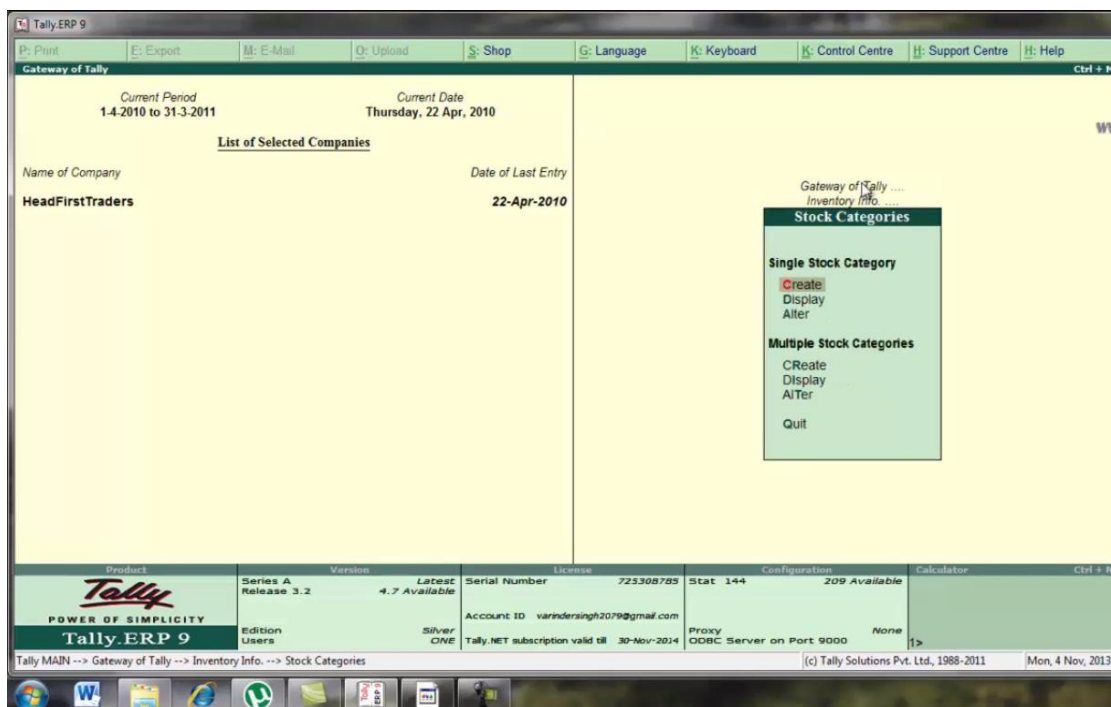 Tally.ERP 9
P: Print E: Export M: E-Mail O: Upload S: Shop G: Language K: Keyboard K: Control Centre H: Support Centre H: Help
Gateway of Tally Ctrl + M
Current Period Current Date
1-4-2010 to 31-3-2011 Thursday, 22 Apr, 2010
List of Selected Companies
Name of Company Date of Last Entry
HeadFirstTraders 22-Apr-2010
Gateway of Tally ....
Inventory Info. ....
Stock Categories
Single Stock Category
Create
Display
Alter
Multiple Stock Categories
CReate
DIsplay
AlTer
Quit
Product Version License Configuration Calculator Ctrl + N
Tally
POWER OF SIMPLICITY
Tally.ERP 9
Series A Latest
Release 3.2 4.7 Available
Edition Silver
Users ONE
Serial Number 725308785
Account ID varindersingh2079@gmail.com
Tally.NET subscription valid till 30-Nov-2014
Stat 144 209 Available
Proxy None
ODBC Server on Port 9000
1>
Tally MAIN --> Gateway of Tally --> Inventory Info. --> Stock Categories (c) Tally Solutions Pvt. Ltd., 1988-2011 Mon, 4 Nov, 2013